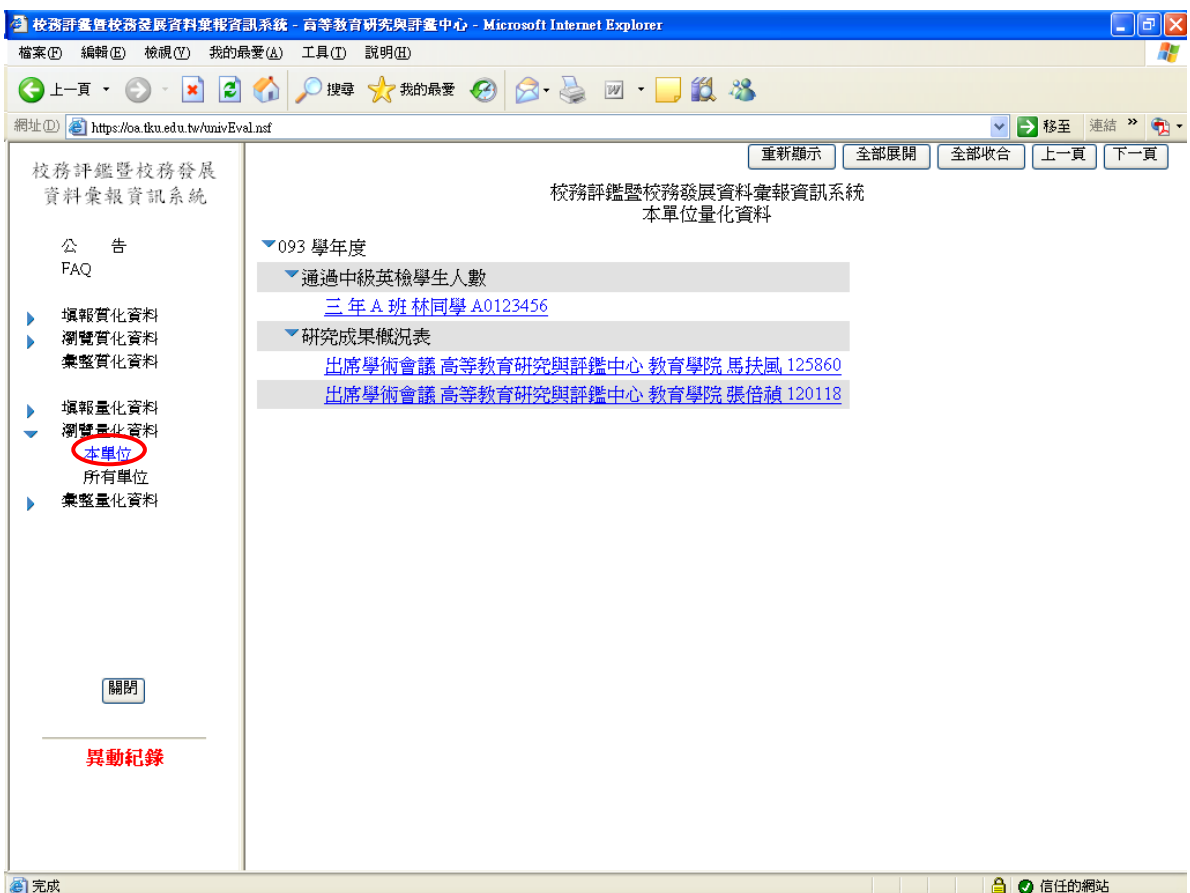 校務評鑑暨校務發展資料彙報資訊系統 - 高等教育研究與評鑑中心 - Microsoft Internet Explorer
檔案(F) 編輯(E) 檢視(V) 我的最愛(A) 工具(T) 說明(H)
上一頁 搜尋 我的最愛
網址(D) https://oa.tku.edu.tw/univEval.nsf 移至 連結 »
校務評鑑暨校務發展
資料彙報資訊系統
公 告
FAQ
填報質化資料
瀏覽質化資料
彙整質化資料
填報量化資料
瀏覽量化資料
本單位
所有單位
彙整量化資料
關閉
異動紀錄
重新顯示 全部展開 全部收合 上一頁 下一頁
校務評鑑暨校務發展資料彙報資訊系統
本單位量化資料
093 學年度
通過中級英檢學生人數
三 年 A 班 林同學 A0123456
研究成果概況表
出席學術會議 高等教育研究與評鑑中心 教育學院 馬扶風 125860
出席學術會議 高等教育研究與評鑑中心 教育學院 張倍禎 120118
完成 信任的網站